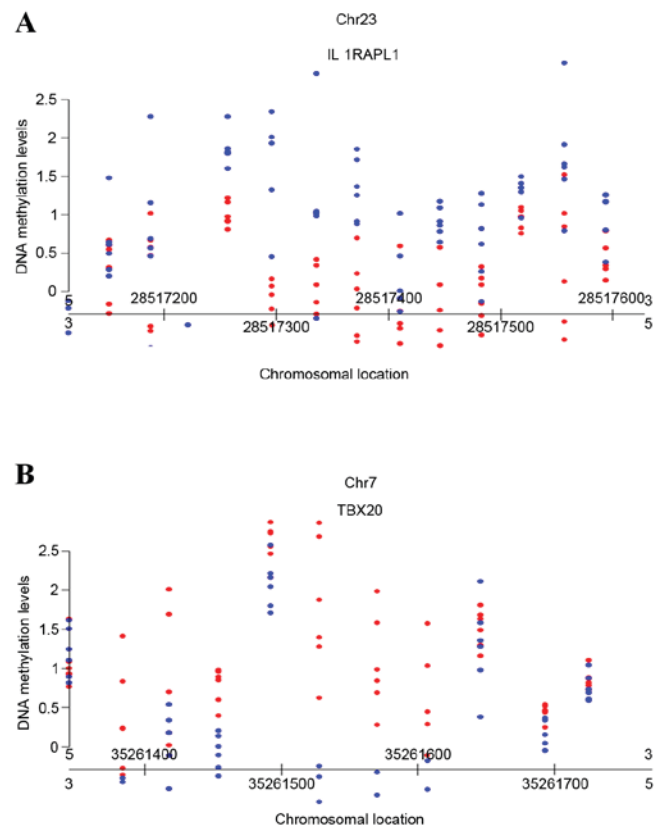 A
Chr23
IL 1RAPL1
DNA methylation levels
2.5
2
1.5
1
0.5
0
5 28517200 28517400 28517600 3
3 28517300 28517500 5
Chromosomal location
B
Chr7
TBX20
DNA methylation levels
2.5
2
1.5
1
0.5
0
5 35261400 35261600 3
3 35261500 35261700 5
Chromosomal location